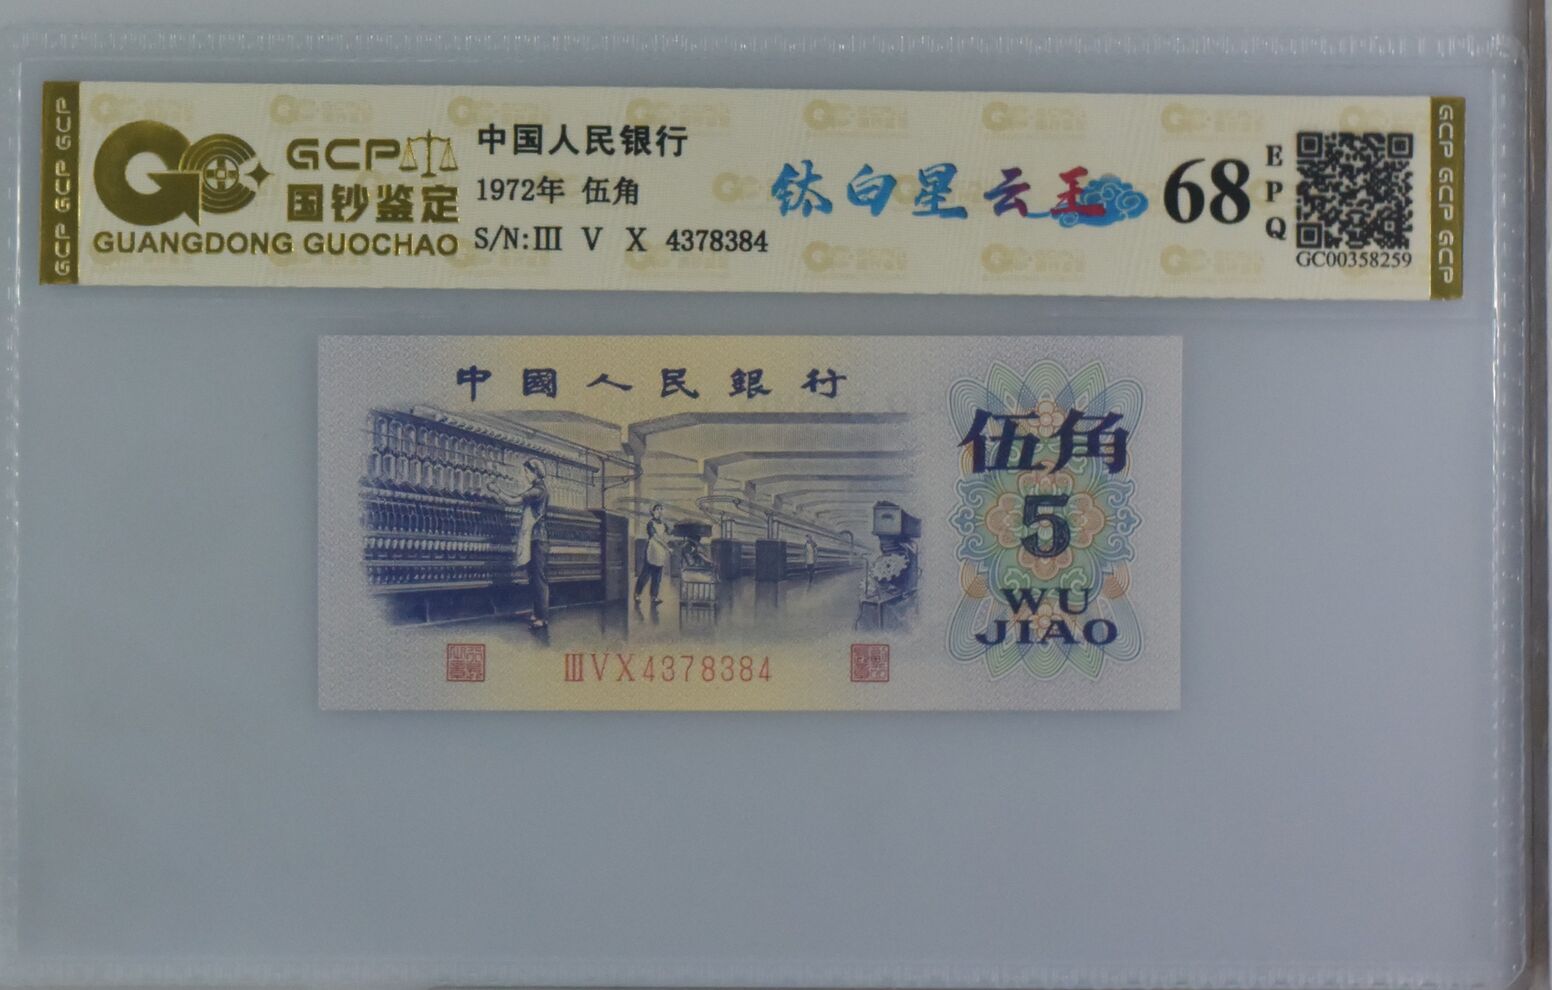 GCP GCP GCP
GCP
国钞鉴定
GUANGDONG GUOCHAO
中国人民银行
1972年 伍角
S/N:III V X 4378384
钛白星云王
68
EPQ
GC00358259
GCP GCP GCP
中國人民銀行
伍角
5
WU
JIAO
IIIVX4378384